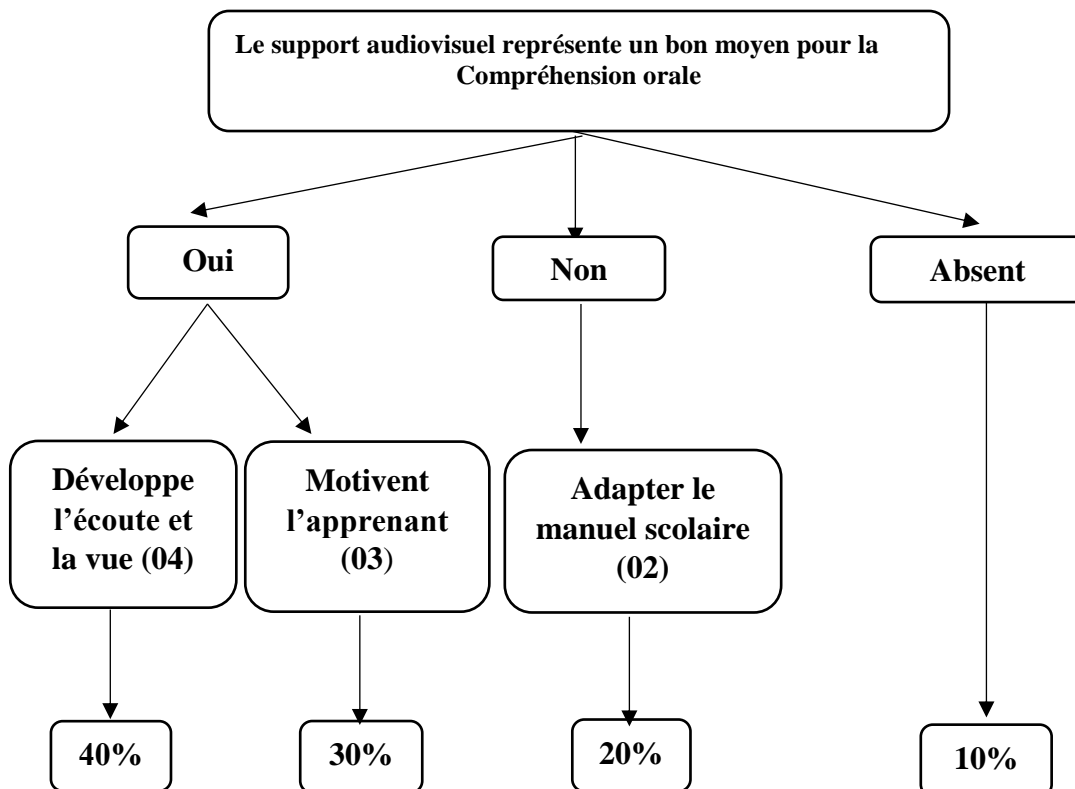 Le support audiovisuel représente un bon moyen pour la
Compréhension orale
Oui
Non
Absent
Développe
l’écoute et
la vue (04)
Motivent
l’apprenant
(03)
Adapter le
manuel scolaire
(02)
40%
30%
20%
10%